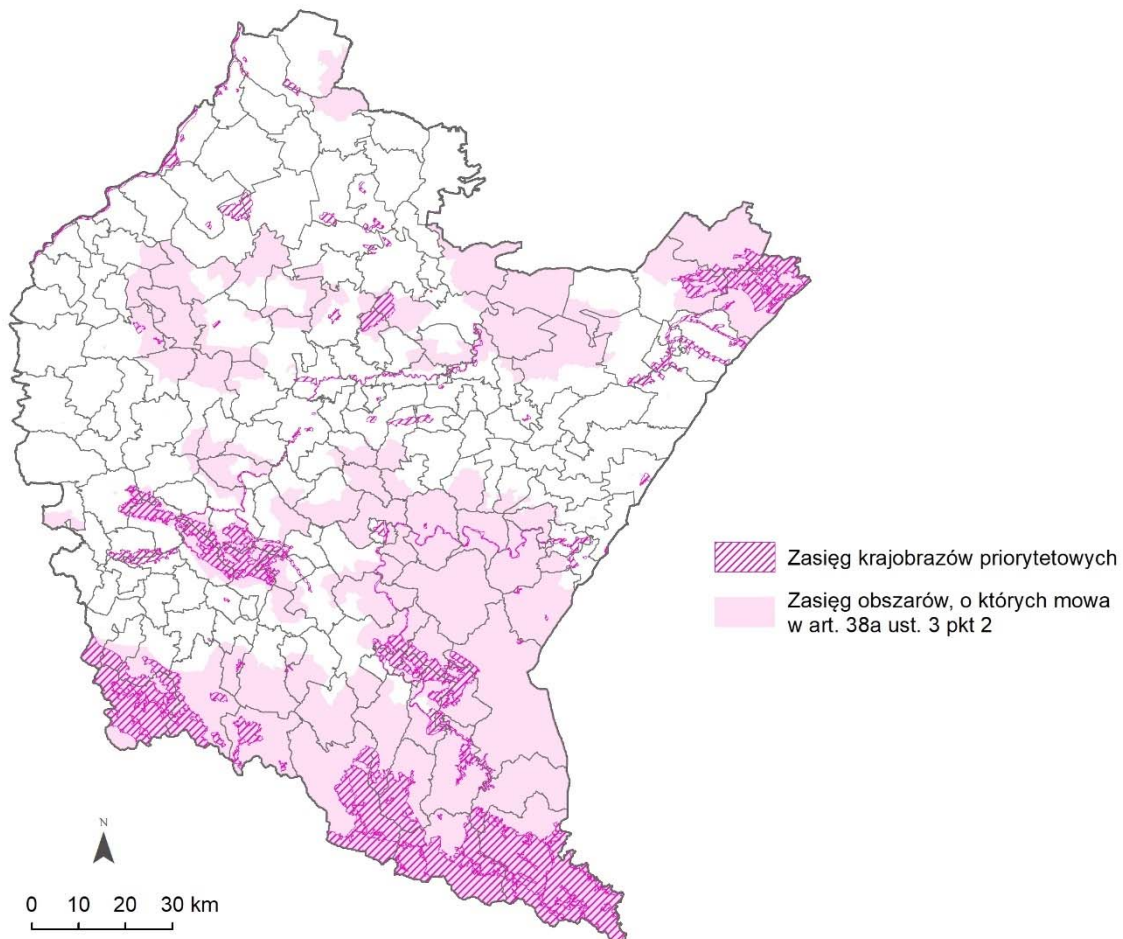 Zasięg krajobrazów priorytetowych
Zasięg obszarów, o których mowa
w art. 38a ust. 3 pkt 2
N
0 10 20 30 km